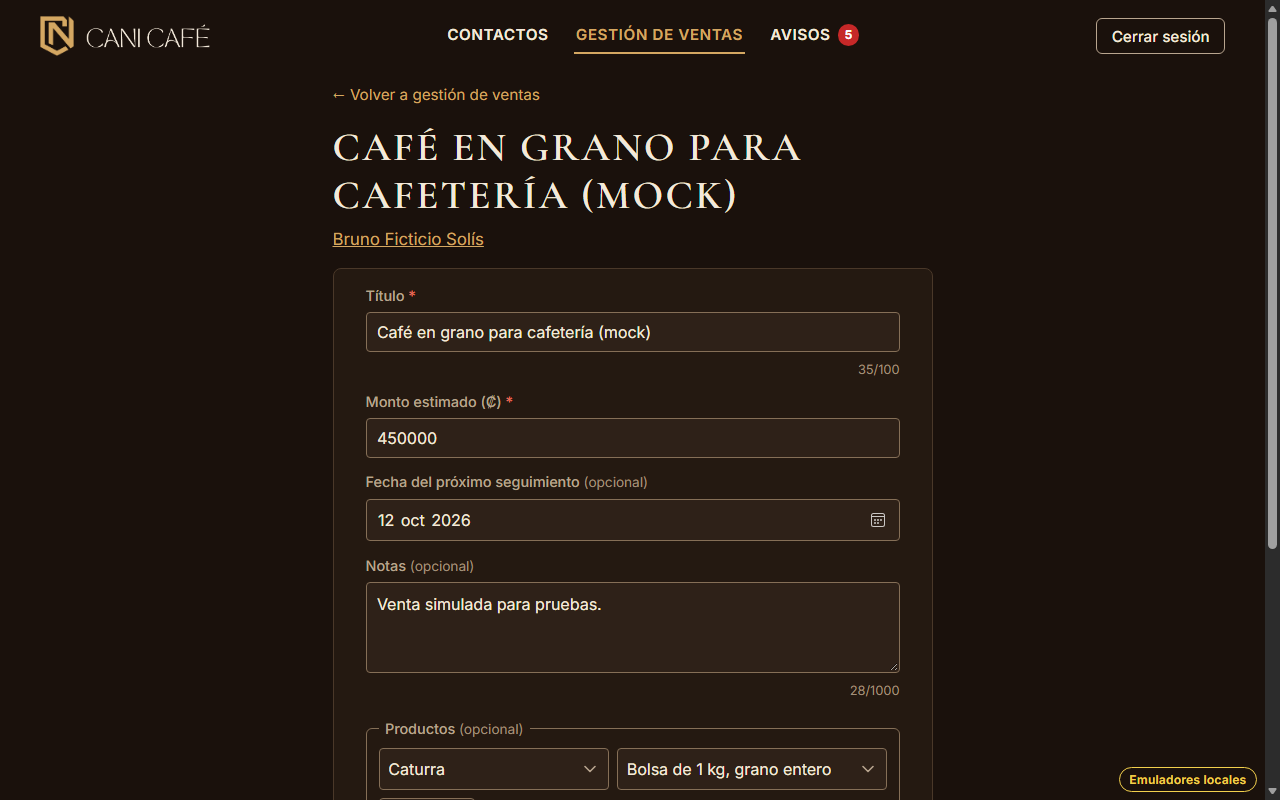 CANI CAFÉ
CONTACTOS
GESTIÓN DE VENTAS
AVISOS 5
Cerrar sesión
← Volver a gestión de ventas
CAFÉ EN GRANO PARA
CAFETERÍA (MOCK)
Bruno Ficticio Solís
Título *
Café en grano para cafetería (mock)
35/100
Monto estimado (₡) *
450000
Fecha del próximo seguimiento (opcional)
12 oct 2026
Notas (opcional)
Venta simulada para pruebas.
28/1000
Productos (opcional)
Caturra
Bolsa de 1 kg, grano entero
Emuladores locales